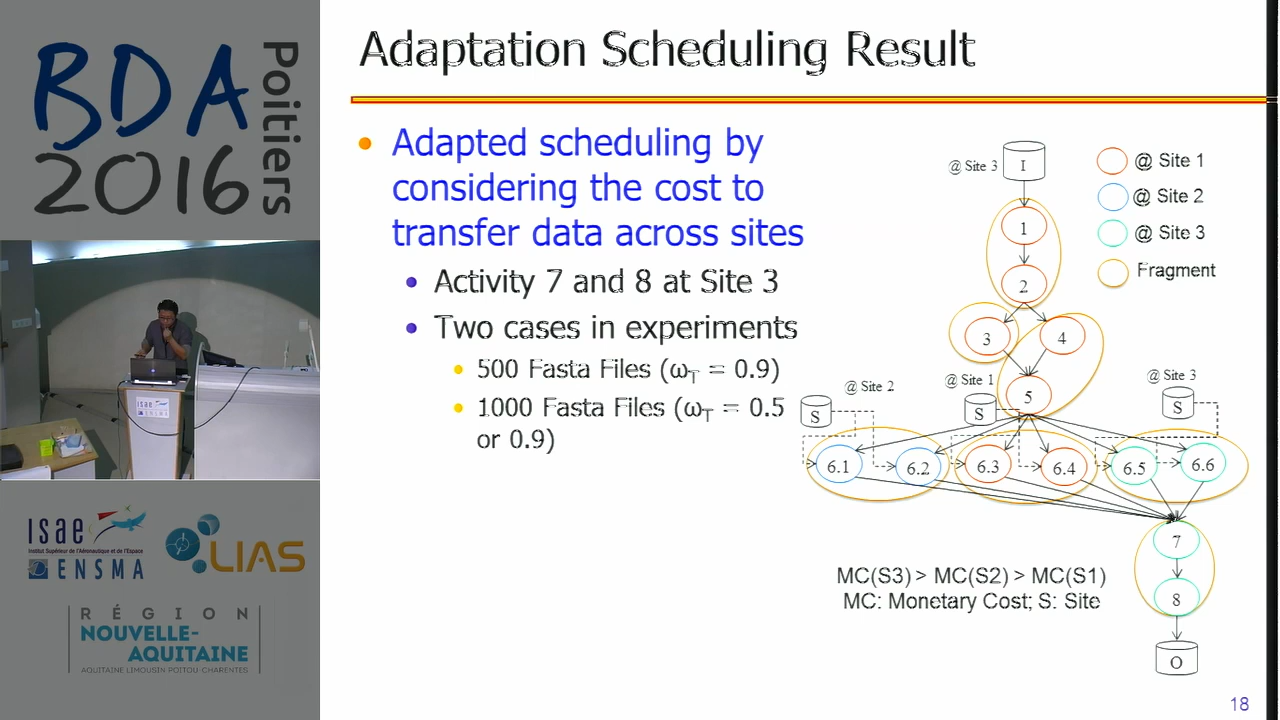 BDA
Poitiers
2016
isae
Institut Supérieur de l'Aéronautique et de l'Espace
ENSMA
LIAS
RÉGION
NOUVELLE-
AQUITAINE
AQUITAINE LIMOUSIN POITOU-CHARENTES
isae
ENSMA
Adaptation Scheduling Result
Adapted scheduling by
considering the cost to
transfer data across sites
Activity 7 and 8 at Site 3
Two cases in experiments
500 Fasta Files (ωT = 0.9)
1000 Fasta Files (ωT = 0.5
or 0.9)
@ Site 3
I
@ Site 1
@ Site 2
@ Site 3
Fragment
1
2
3
4
5
@ Site 2
S
@ Site 1
S
@ Site 3
S
6.1
6.2
6.3
6.4
6.5
6.6
7
8
O
MC(S3) > MC(S2) > MC(S1)
MC: Monetary Cost; S: Site
18